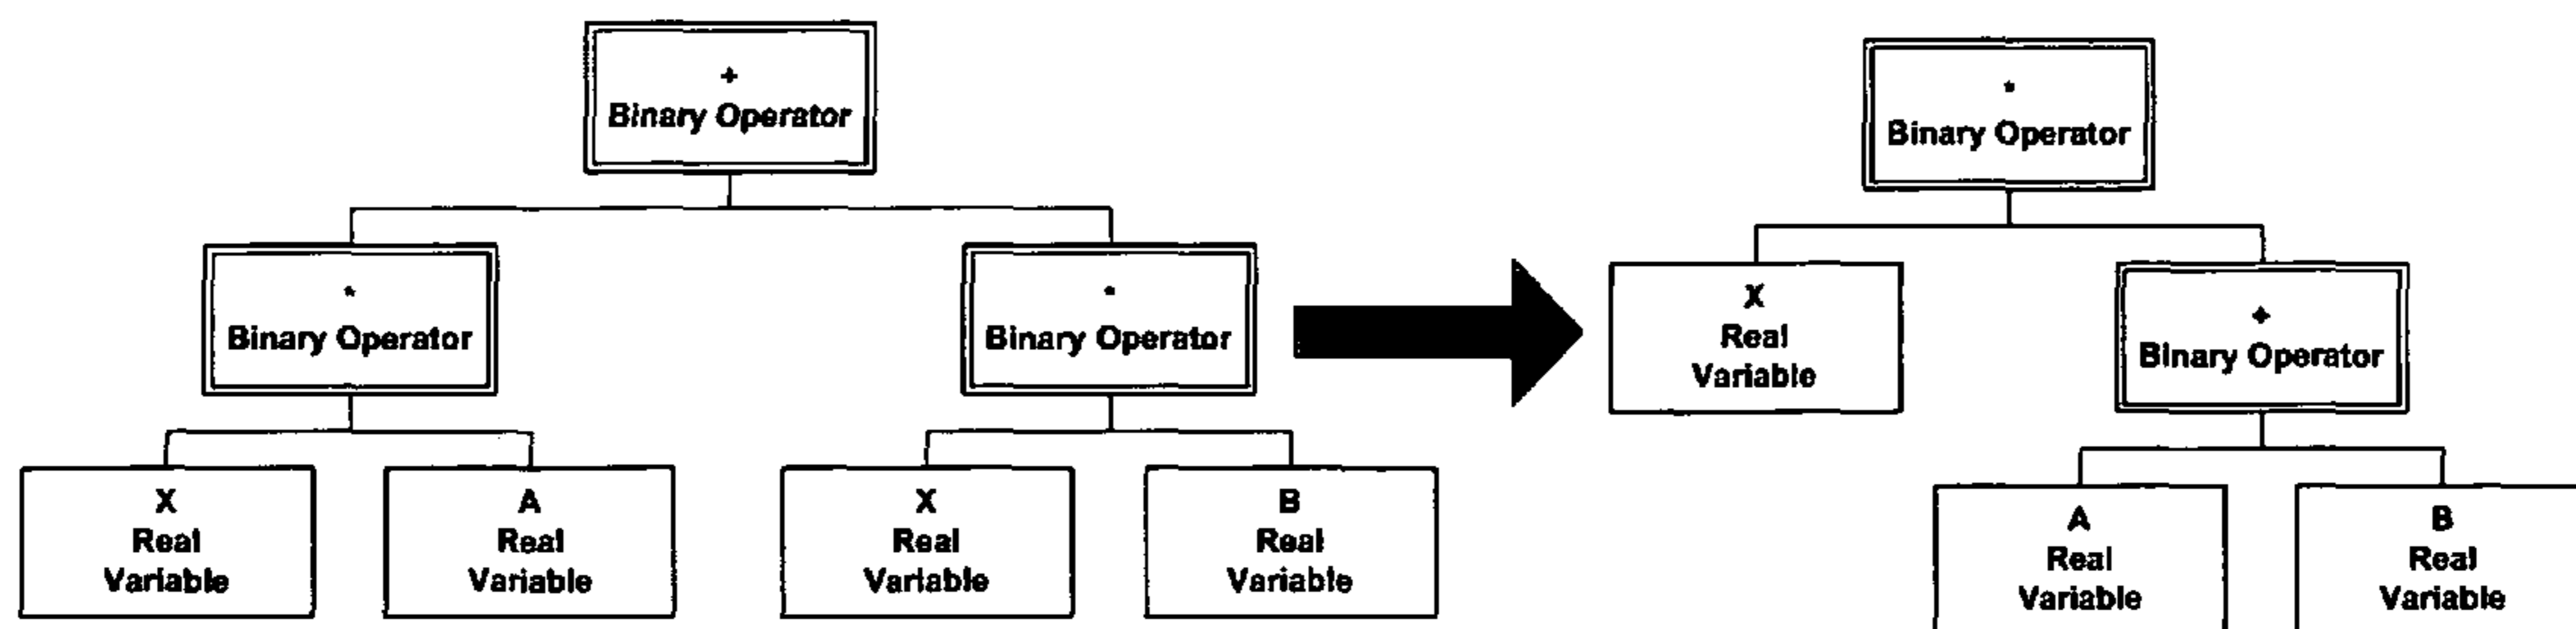 +
Binary Operator
*
Binary Operator
*
Binary Operator
X
Real
Variable
A
Real
Variable
X
Real
Variable
B
Real
Variable
*
Binary Operator
X
Real
Variable
+
Binary Operator
A
Real
Variable
B
Real
Variable